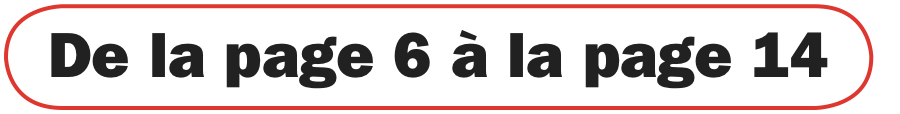 De la page 6 à la page 14